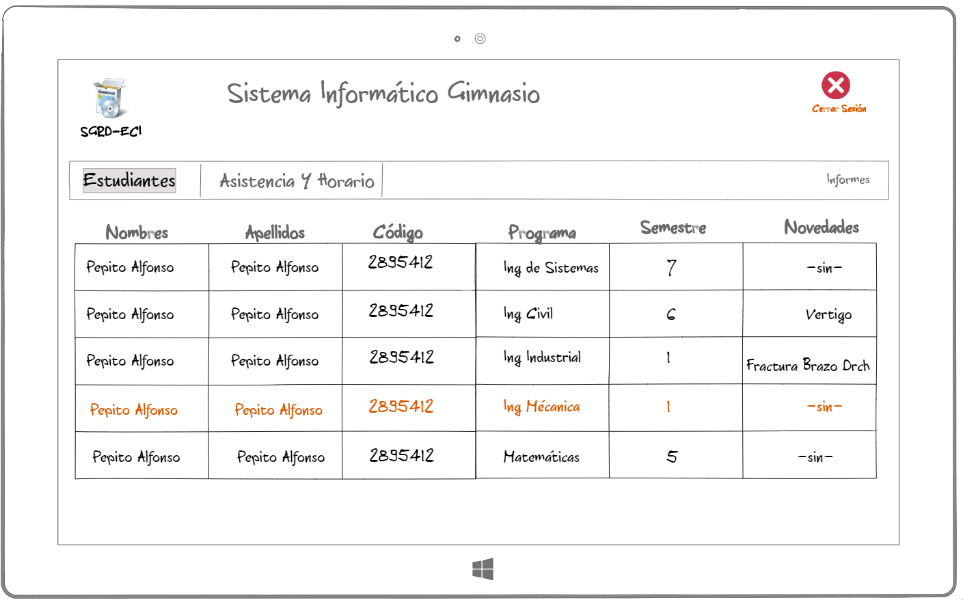 Sistema Informático Gimnasio
Cerrar Sesión
SGRD-ECI
Estudiantes Asistencia Y Horario Informes
Nombres Apellidos Código Programa Semestre Novedades
Pepito Alfonso Pepito Alfonso 2895412 Ing de Sistemas 7 -sin-
Pepito Alfonso Pepito Alfonso 2895412 Ing Civil 6 Vertigo
Pepito Alfonso Pepito Alfonso 2895412 Ing Industrial 1 Fractura Brazo Drch
Pepito Alfonso Pepito Alfonso 2895412 Ing Mécanica 1 -sin-
Pepito Alfonso Pepito Alfonso 2895412 Matemáticas 5 -sin-